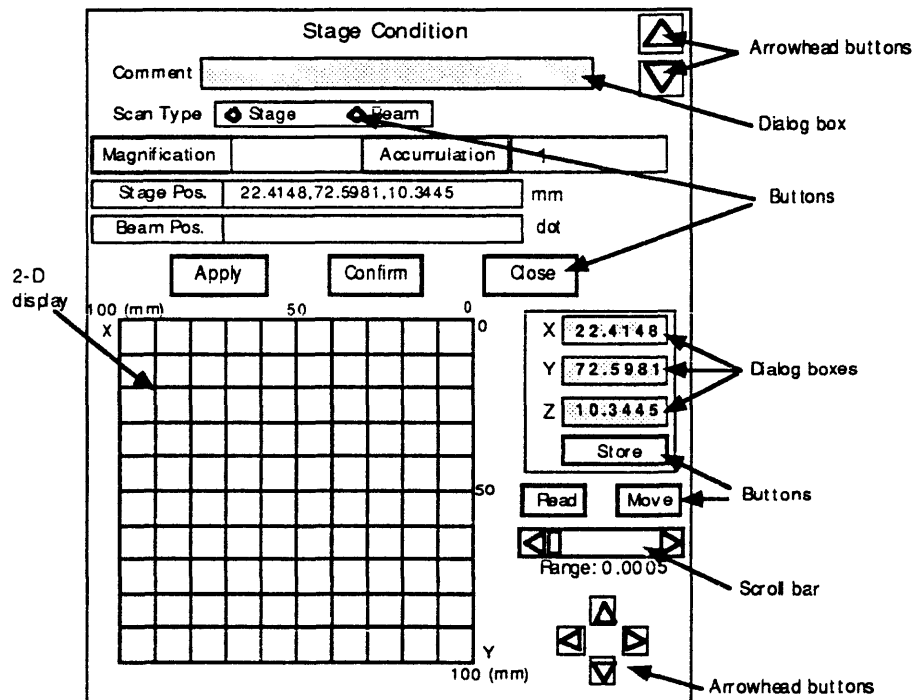 Stage Condition
Arrowhead buttons
Comment
Dialog box
Scan Type Stage Beam
Magnification Accumulation 1
Stage Pos. 22.4148,72.5981,10.3445 mm
Buttons
Beam Pos. dot
Apply Confirm Close
2-D
display
100 (mm) 50 0
X 0
X 22.4148
Y 72.5981
Dialog boxes
Z 10.3445
Store
50
Read Move
Buttons
Range: 0.0005
Scroll bar
Y
100 (mm)
Arrowhead buttons